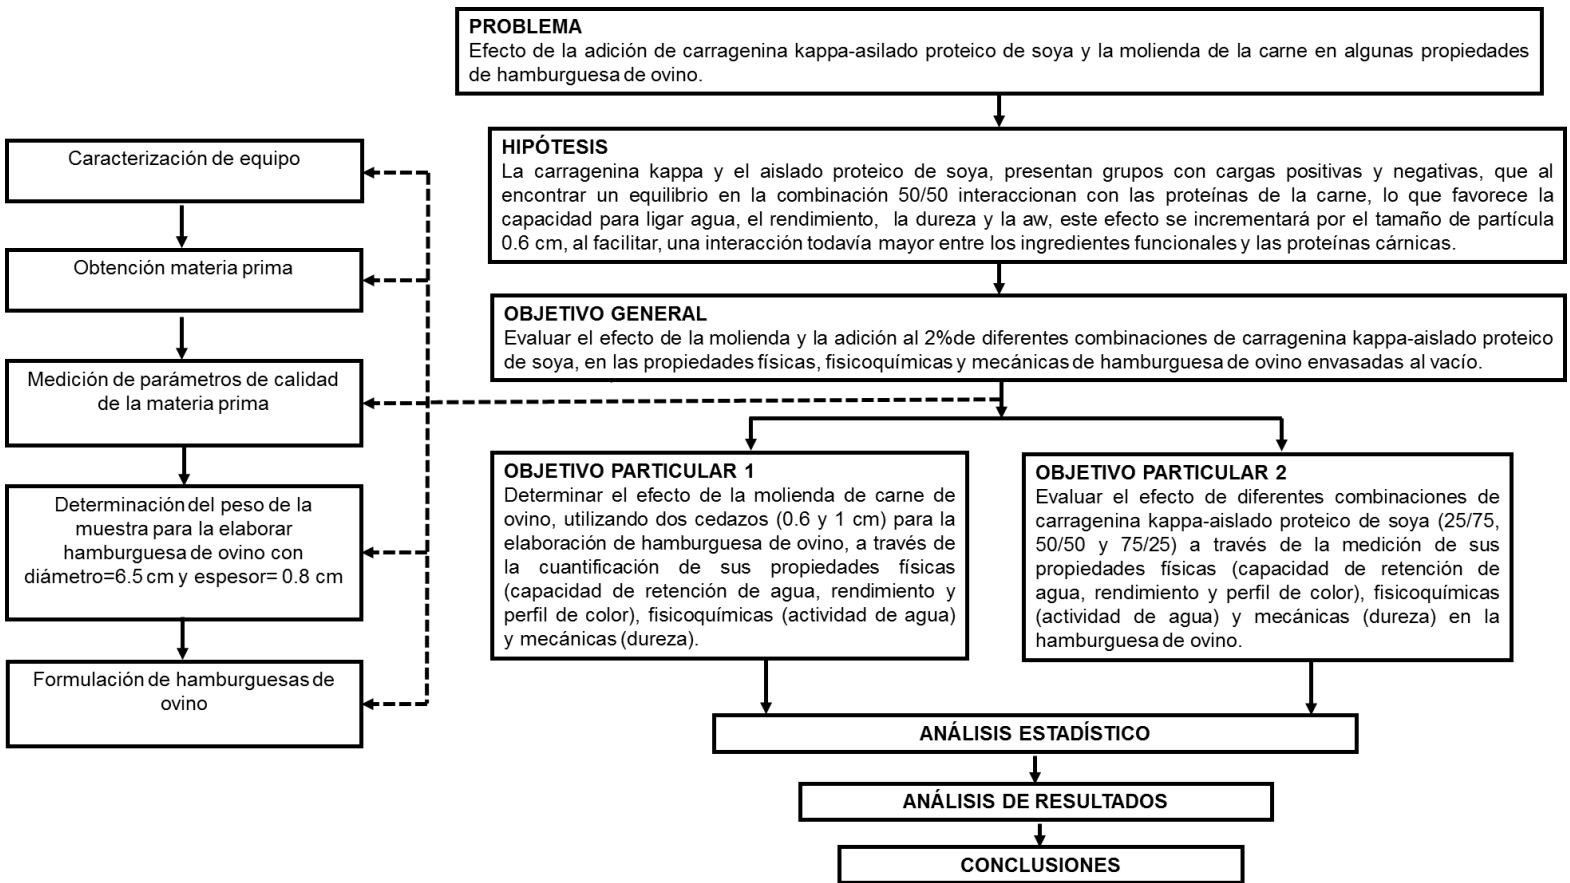 PROBLEMA
Efecto de la adición de carragenina kappa-asilado proteico de soya y la molienda de la carne en algunas propiedades
de hamburguesa de ovino.
HIPÓTESIS
La carragenina kappa y el aislado proteico de soya, presentan grupos con cargas positivas y negativas, que al
encontrar un equilibrio en la combinación 50/50 interaccionan con las proteínas de la carne, lo que favorece la
capacidad para ligar agua, el rendimiento, la dureza y la aw, este efecto se incrementará por el tamaño de partícula
0.6 cm, al facilitar, una interacción todavía mayor entre los ingredientes funcionales y las proteínas cárnicas.
OBJETIVO GENERAL
Evaluar el efecto de la molienda y la adición al 2%de diferentes combinaciones de carragenina kappa-aislado proteico
de soya, en las propiedades físicas, fisicoquímicas y mecánicas de hamburguesa de ovino envasadas al vacío.
Caracterización de equipo
Obtención materia prima
Medición de parámetros de calidad
de la materia prima
Determinación del peso de la
muestra para la elaborar
hamburguesa de ovino con
diámetro=6.5 cm y espesor= 0.8 cm
Formulación de hamburguesas de
ovino
OBJETIVO PARTICULAR 1
Determinar el efecto de la molienda de carne de
ovino, utilizando dos cedazos (0.6 y 1 cm) para la
elaboración de hamburguesa de ovino, a través de
la cuantificación de sus propiedades físicas
(capacidad de retención de agua, rendimiento y
perfil de color), fisicoquímicas (actividad de agua)
y mecánicas (dureza).
OBJETIVO PARTICULAR 2
Evaluar el efecto de diferentes combinaciones de
carragenina kappa-aislado proteico de soya (25/75,
50/50 y 75/25) a través de la medición de sus
propiedades físicas (capacidad de retención de
agua, rendimiento y perfil de color), fisicoquímicas
(actividad de agua) y mecánicas (dureza) en la
hamburguesa de ovino.
ANÁLISIS ESTADÍSTICO
ANÁLISIS DE RESULTADOS
CONCLUSIONES